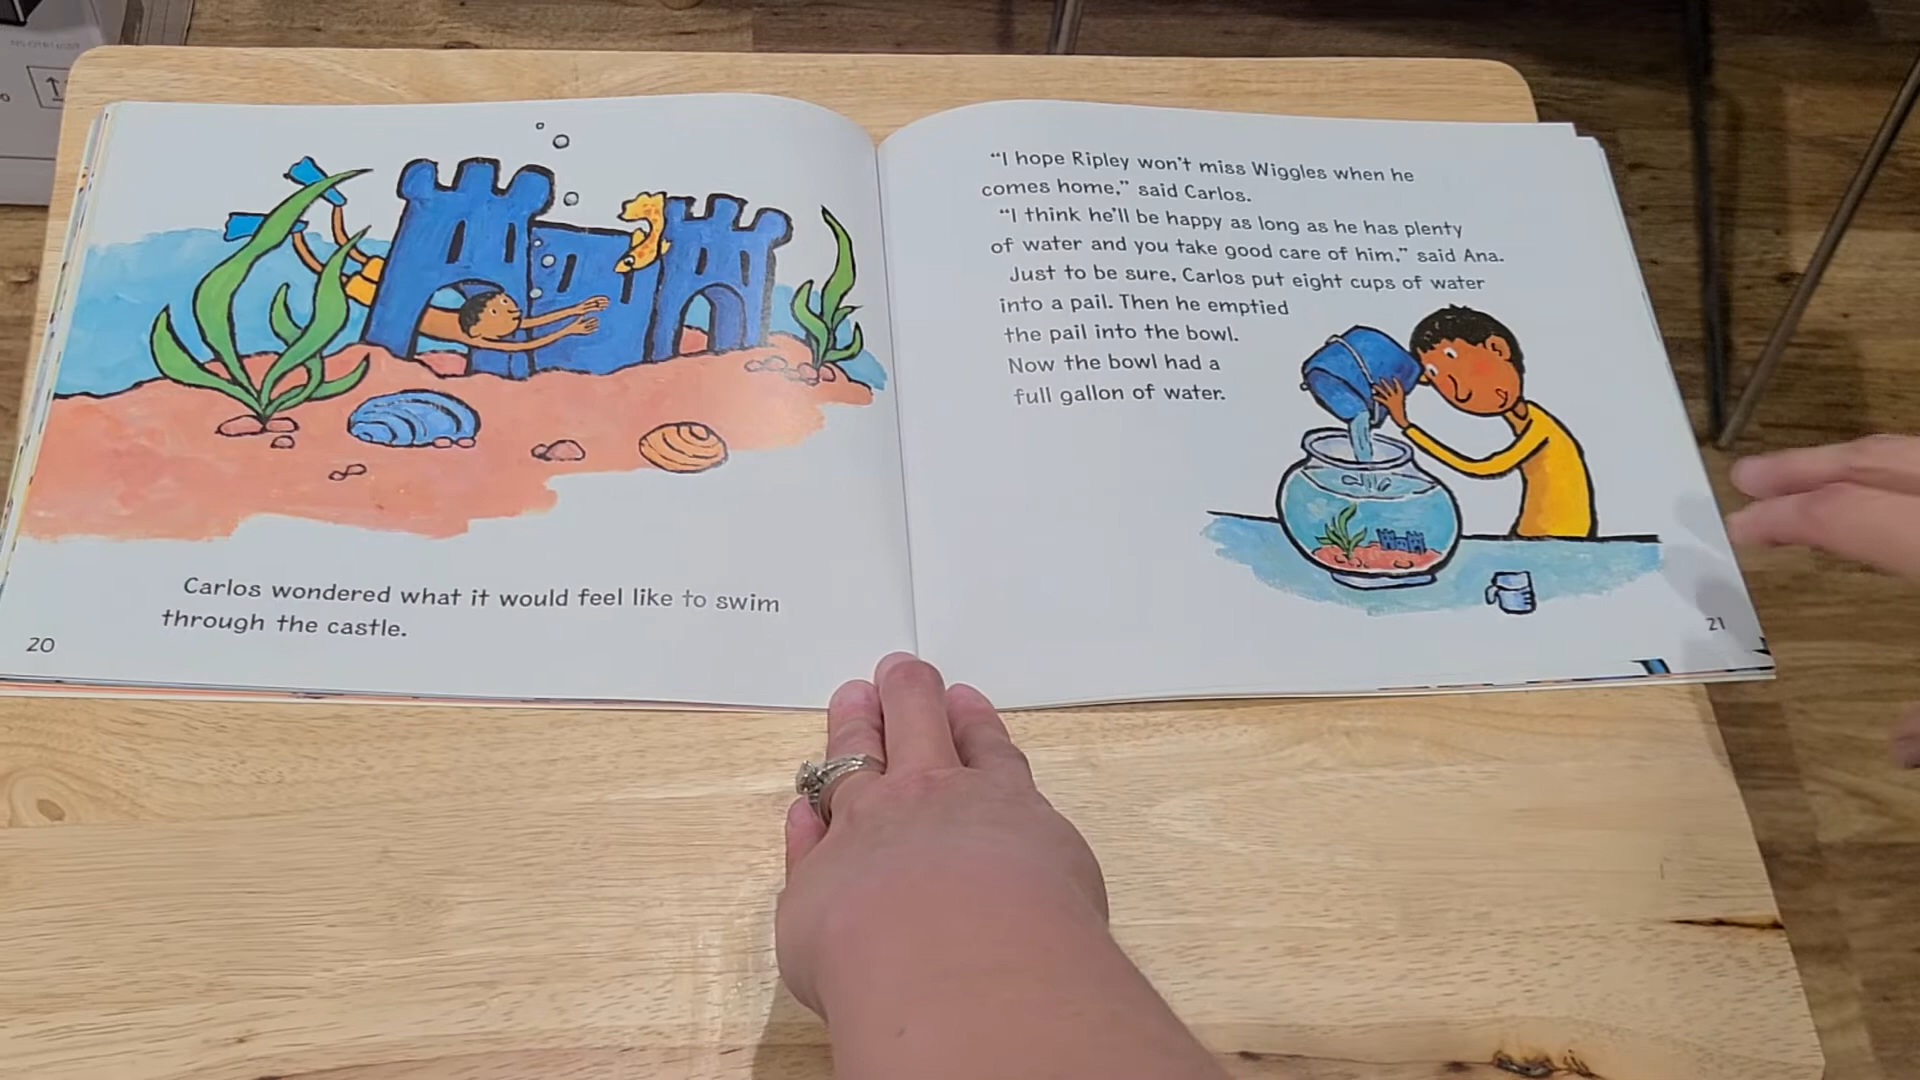 Carlos wondered what it would feel like to swim
through the castle.
20
“I hope Ripley won't miss Wiggles when he
comes home,” said Carlos.
“I think he'll be happy as long as he has plenty
of water and you take good care of him,” said Ana.
Just to be sure, Carlos put eight cups of water
into a pail. Then he emptied
the pail into the bowl.
Now the bowl had a
full gallon of water.
21